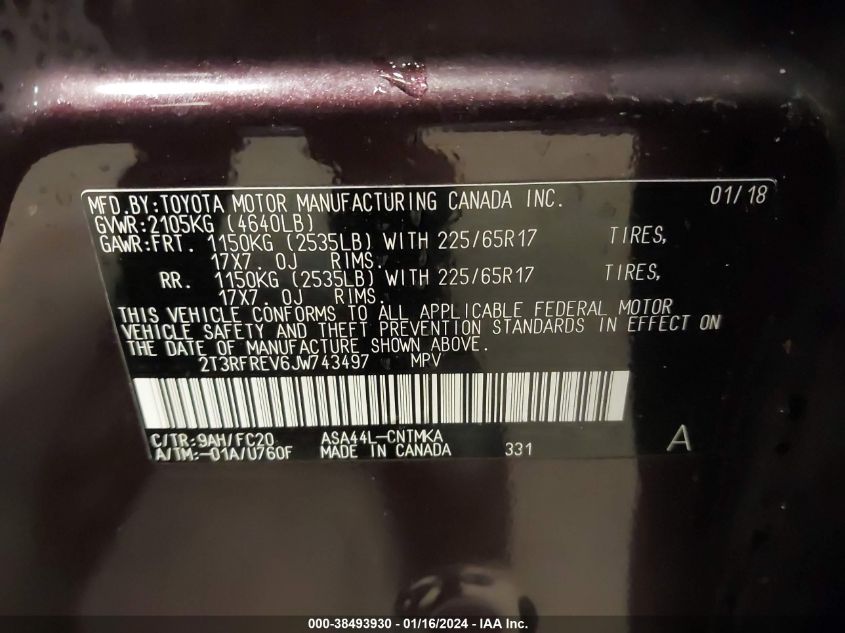 MFD.BY:TOYOTA MOTOR MANUFACTURING CANADA INC. 01/18
GVWR:2105KG (4640LB)
GAWR:FRT. 1150KG (2535LB) WITH 225/65R17 TIRES,
17X7.0J RIMS.
RR. 1150KG (2535LB) WITH 225/65R17 TIRES,
17X7.0J RIMS.
THIS VEHICLE CONFORMS TO ALL APPLICABLE FEDERAL MOTOR
VEHICLE SAFETY AND THEFT PREVENTION STANDARDS IN EFFECT ON
THE DATE OF MANUFACTURE SHOWN ABOVE.
2T3RFREV6JW743497 MPV
C/TR:9AH/FC20 ASA44L-CNTMKA A
A/TM:-01A/U760F MADE IN CANADA 331
000-38493930 - 01/16/2024 - IAA Inc.